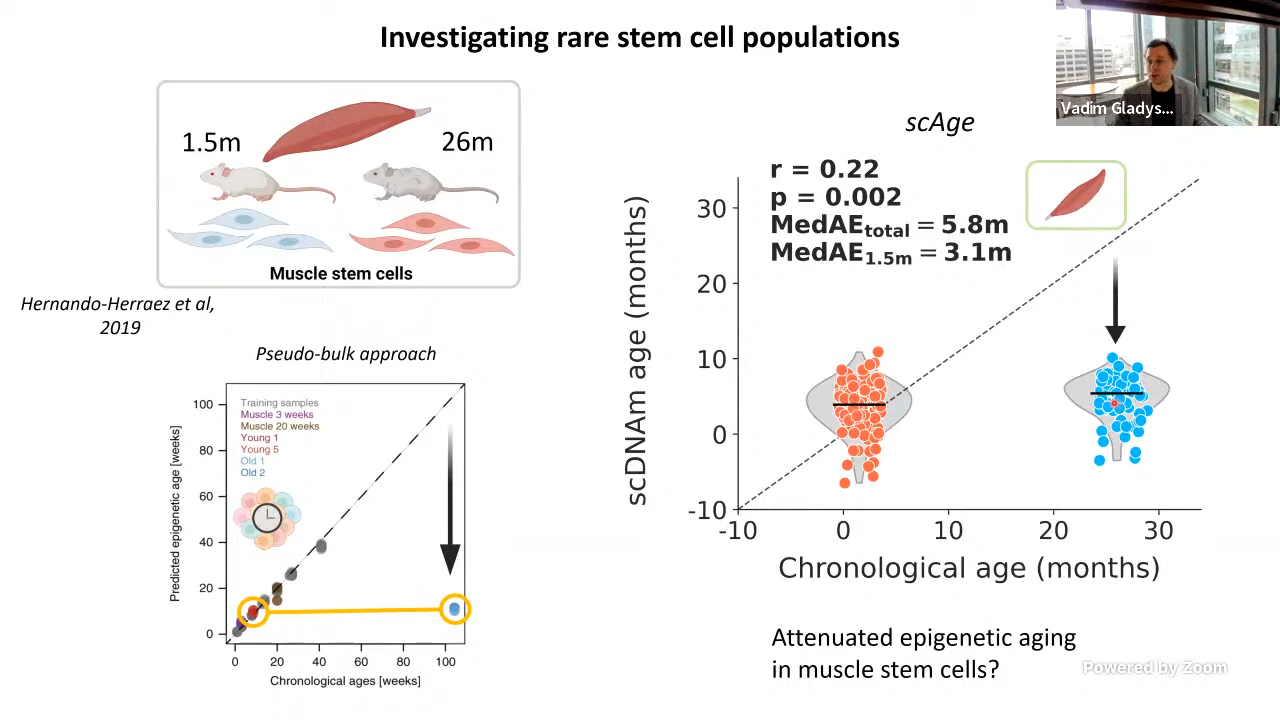 Investigating rare stem cell populations
Vadim Gladys...
1.5m
26m
Muscle stem cells
Hernando-Herraez et al,
2019
Pseudo-bulk approach
Predicted epigenetic age [weeks]
100
80
60
40
20
0
Training samples
Muscle 3 weeks
Muscle 20 weeks
Young 1
Young 5
Old 1
Old 2
0 20 40 60 80 100
Chronological ages [weeks]
scAge
scDNAm age (months)
30
20
10
0
-10
r = 0.22
p = 0.002
MedAEtotal = 5.8m
MedAE1.5m = 3.1m
-10 0 10 20 30
Chronological age (months)
Attenuated epigenetic aging
in muscle stem cells?
Powered by Zoom